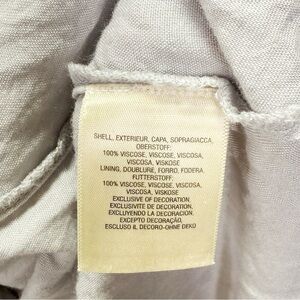 SHELL, EXTERIEUR, CAPA, SOPRAGIACCA,
OBERSTOFF:
100% VISCOSE, VISCOSE, VISCOSA,
VISCOSA, VISKOSE
LINING, DOUBLURE, FORRO, FODERA,
FUTTERSTOFF:
100% VISCOSE, VISCOSE, VISCOSA,
VISCOSA, VISKOSE
EXCLUSIVE OF DECORATION,
EXCLUSIVITE DE DECORATION,
EXCLUYENDO LA DECORACION,
EXCEPTO DECORAÇÃO,
ESCLUSO IL DECORO-OHNE DEKO